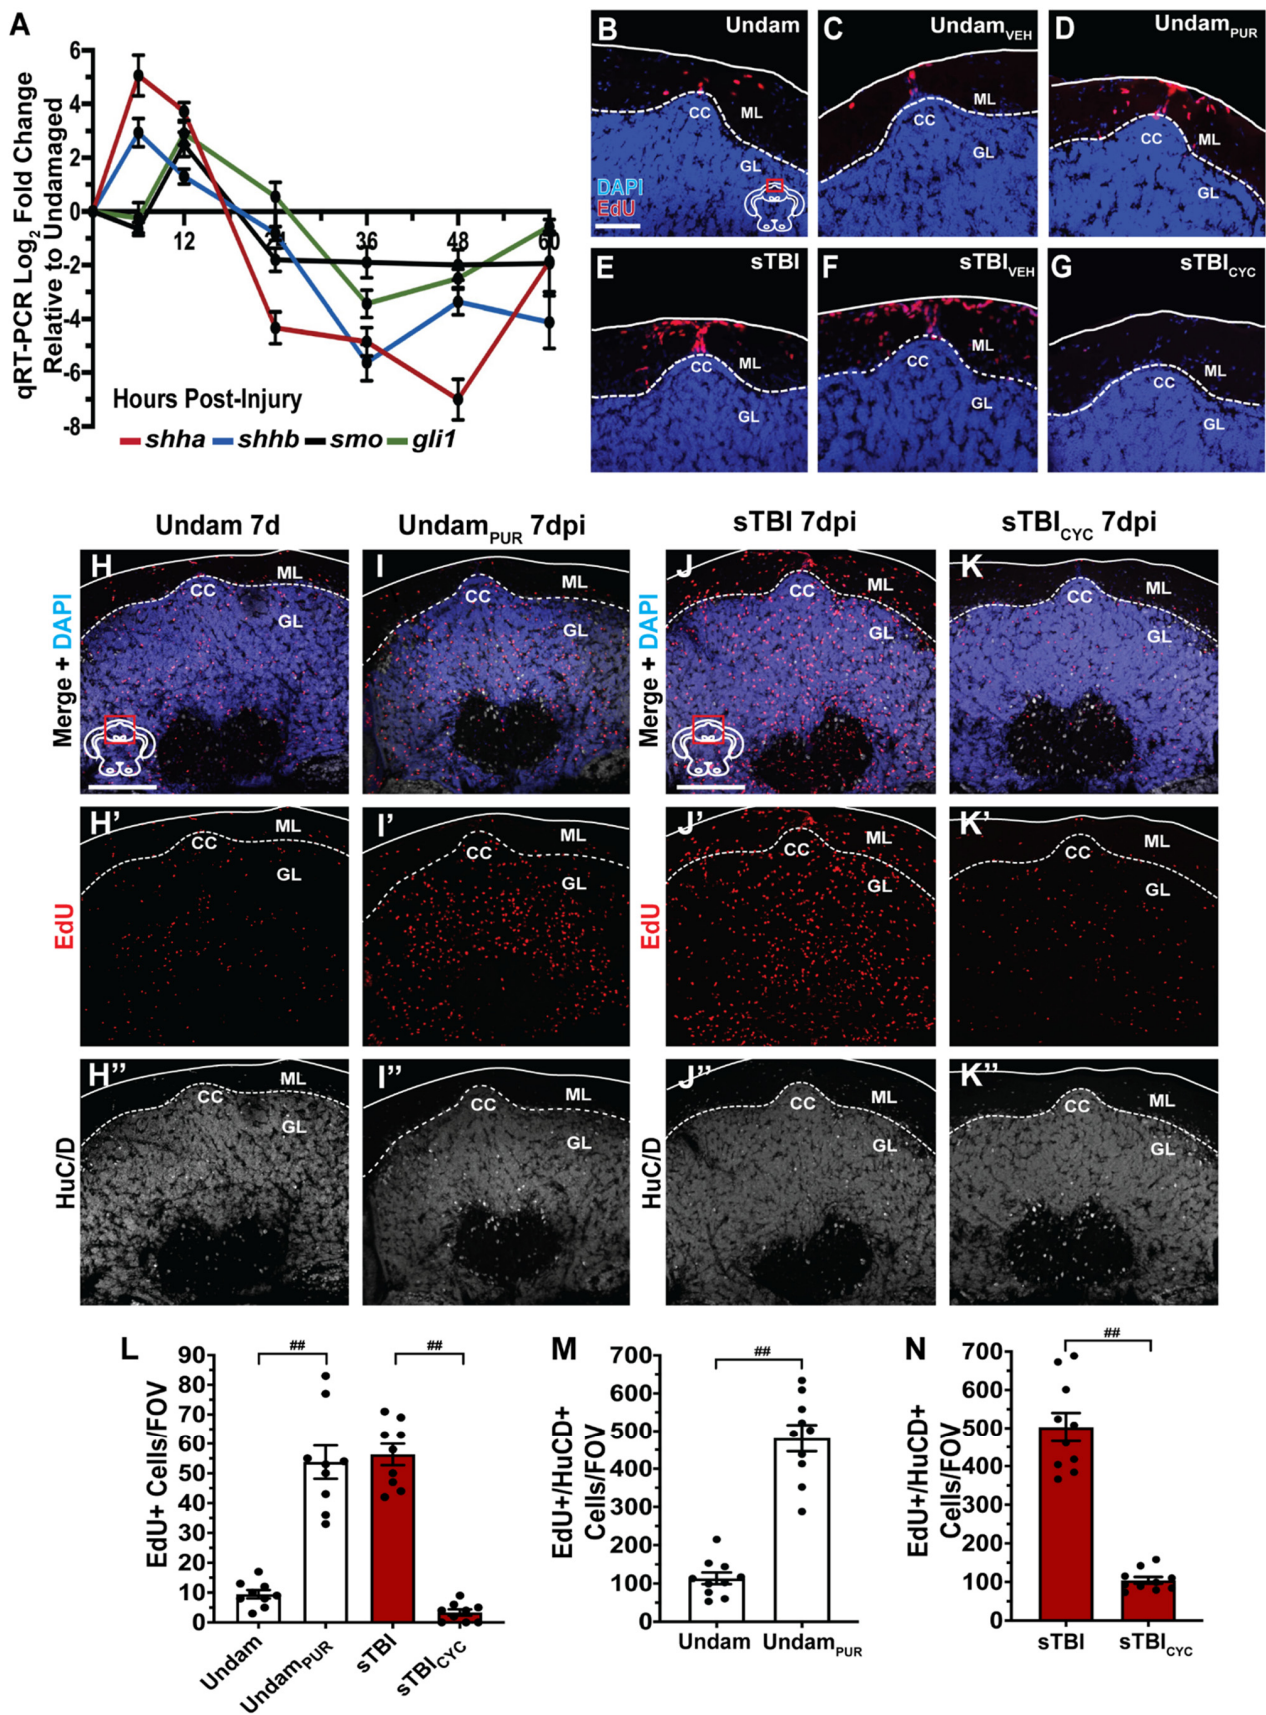 A
qRT-PCR Log2 Fold Change
Relative to Undamaged
6
4
2
0
-2
-4
-6
-8
12
36
48
60
Hours Post-Injury
shha shhb smo gli1
B Undam
CC
ML
GL
DAPI
EdU
C UndamVEH
ML
CC
GL
D UndamPUR
CC
ML
GL
E sTBI
CC
ML
GL
F sTBIVEH
CC
ML
GL
G sTBICYC
CC
ML
GL
Undam 7d
UndamPUR 7dpi
sTBI 7dpi
sTBICYC 7dpi
Merge + DAPI
H
CC
ML
GL
I
CC
ML
GL
Merge + DAPI
J
CC
ML
GL
K
CC
ML
GL
EdU
H’
CC
ML
GL
I’
CC
ML
GL
EdU
J’
CC
ML
GL
K’
CC
ML
GL
HuC/D
H’’
CC
ML
GL
I’’
CC
ML
GL
HuC/D
J’’
CC
ML
GL
K’’
CC
ML
GL
L
EdU+ Cells/FOV
90
80
70
60
50
40
30
20
10
0
##
##
Undam
UndamPUR
sTBI
sTBICYC
M
EdU+/HuCD+
Cells/FOV
700
600
500
400
300
200
100
0
##
Undam
UndamPUR
N
EdU+/HuCD+
Cells/FOV
700
600
500
400
300
200
100
0
##
sTBI
sTBICYC